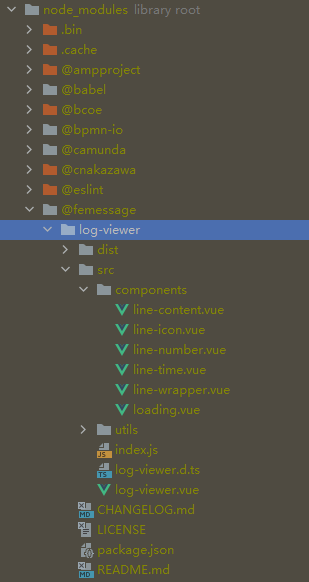 node_modules library root
.bin
.cache
@ampproject
@babel
@bcoe
@bpmn-io
@camunda
@cnakazawa
@eslint
@femessage
log-viewer
dist
src
components
line-content.vue
line-icon.vue
line-number.vue
line-time.vue
line-wrapper.vue
loading.vue
utils
index.js
log-viewer.d.ts
log-viewer.vue
CHANGELOG.md
LICENSE
package.json
README.md